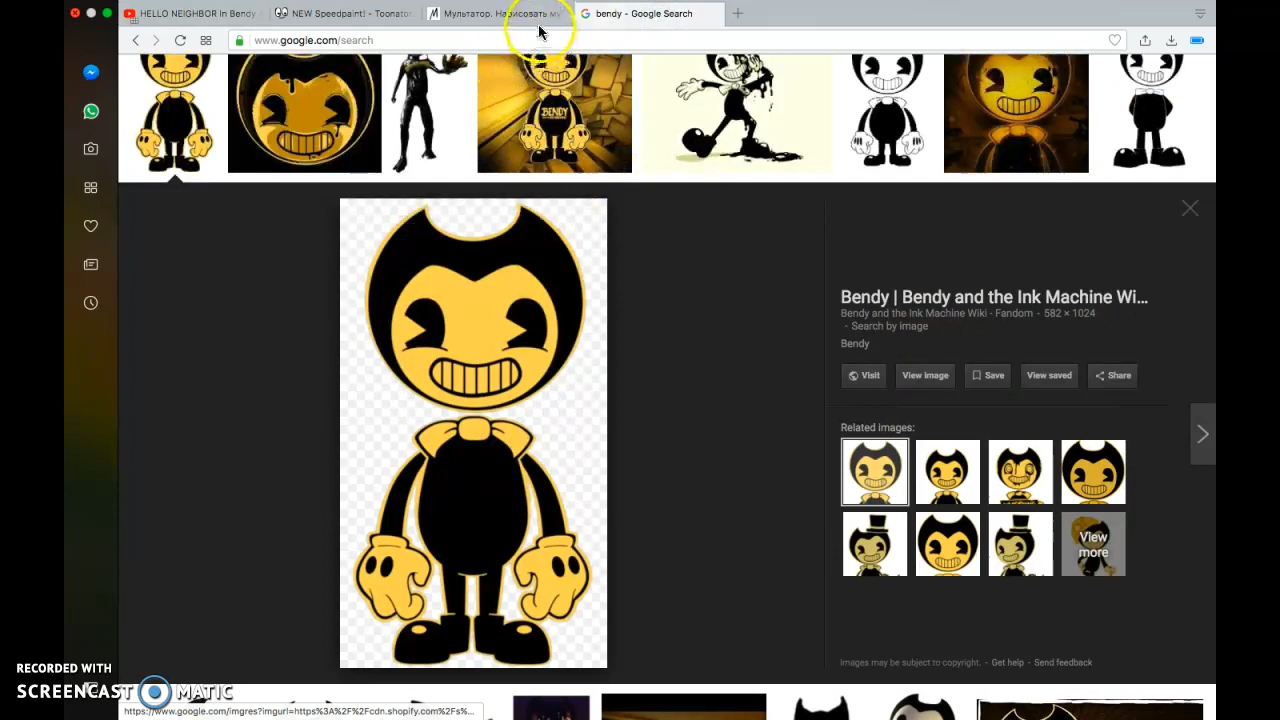 HELLO NEIGHBOR In Bendy
NEW Speedpaint! - Toonator
Мультатор. Нарисовать му
bendy - Google Search
www.google.com/search
BENDY
Bendy | Bendy and the Ink Machine Wi...
Bendy and the Ink Machine Wiki - Fandom - 582 × 1024
- Search by image
Bendy
Visit
View image
Save
View saved
Share
Related images:
View more
Images may be subject to copyright. - Get help - Send feedback
RECORDED WITH
SCREENCAST MATIC
https://www.google.com/imgres?imgurl=https%3A%2F%2Fcdn.shopify.com%2Fs%...